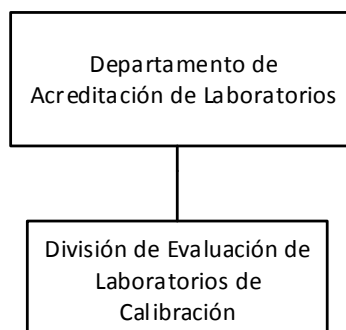 Departamento de
Acreditación de Laboratorios
División de Evaluación de
Laboratorios de
Calibración